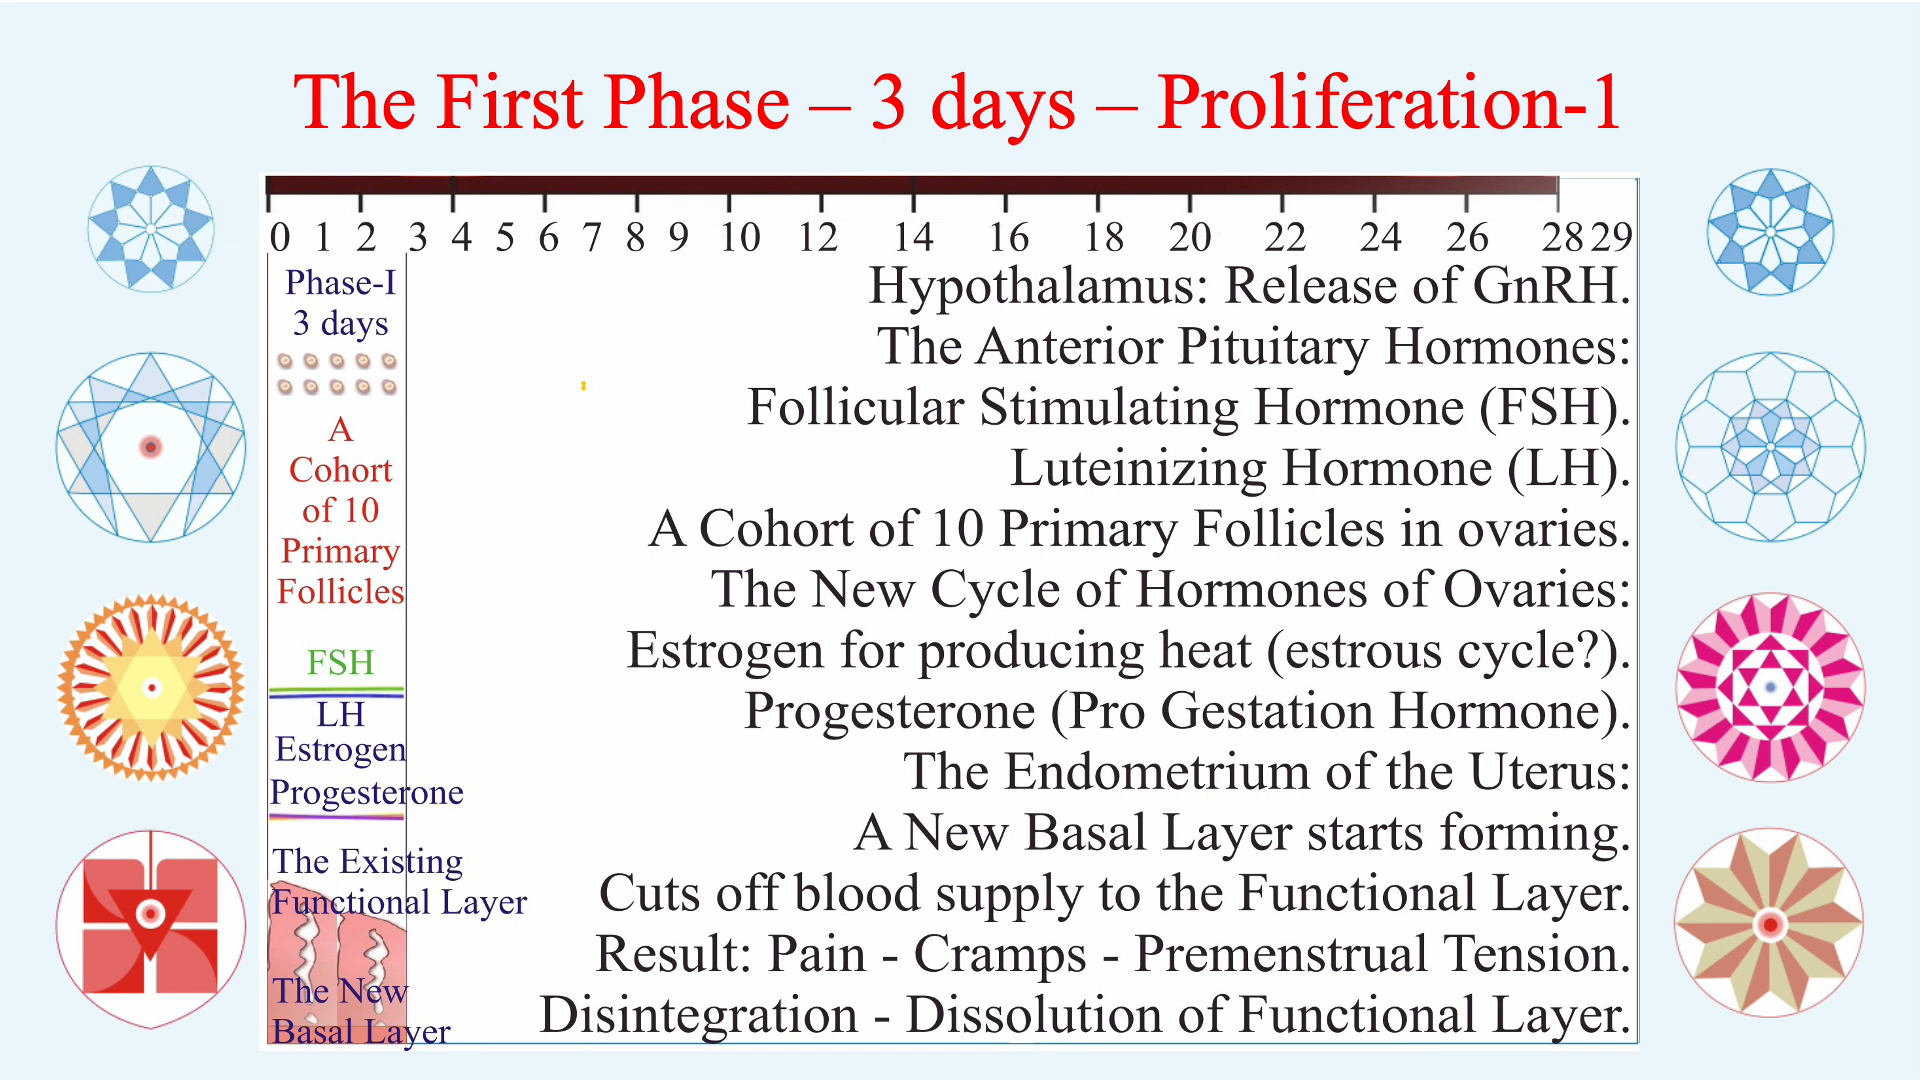 The First Phase – 3 days – Proliferation-1
0 1 2 3 4 5 6 7 8 9 10 12 14 16 18 20 22 24 26 28 29
Phase-I
3 days
A
Cohort
of 10
Primary
Follicles
FSH
LH
Estrogen
Progesterone
The Existing
Functional Layer
The New
Basal Layer
Hypothalamus: Release of GnRH.
The Anterior Pituitary Hormones:
Follicular Stimulating Hormone (FSH).
Luteinizing Hormone (LH).
A Cohort of 10 Primary Follicles in ovaries.
The New Cycle of Hormones of Ovaries:
Estrogen for producing heat (estrous cycle?).
Progesterone (Pro Gestation Hormone).
The Endometrium of the Uterus:
A New Basal Layer starts forming.
Cuts off blood supply to the Functional Layer.
Result: Pain - Cramps - Premenstrual Tension.
Disintegration - Dissolution of Functional Layer.